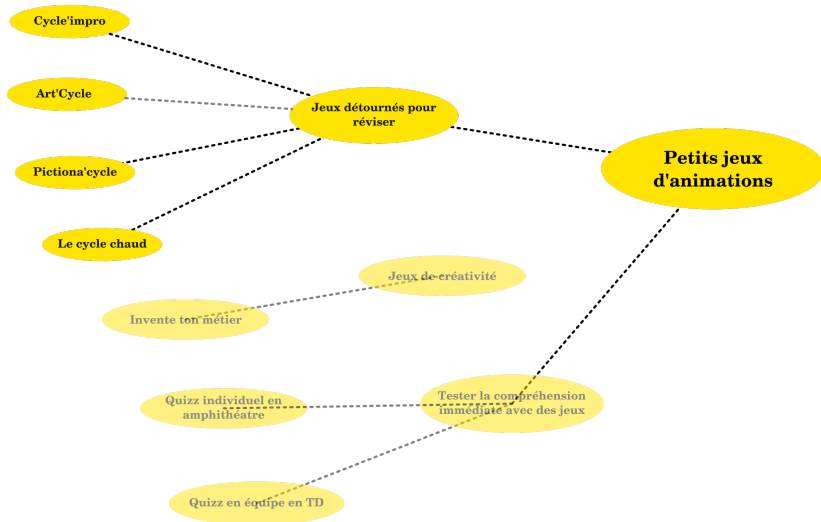 Cycle'impro
Art'Cycle
Jeux détournés pour
réviser
Petits jeux
d'animations
Pictiona'cycle
Le cycle chaud
Jeux de créativité
Invente ton métier
Quizz individuel en
amphithéatre
Tester la compréhension
immédiate avec des jeux
Quizz en équipe en TD